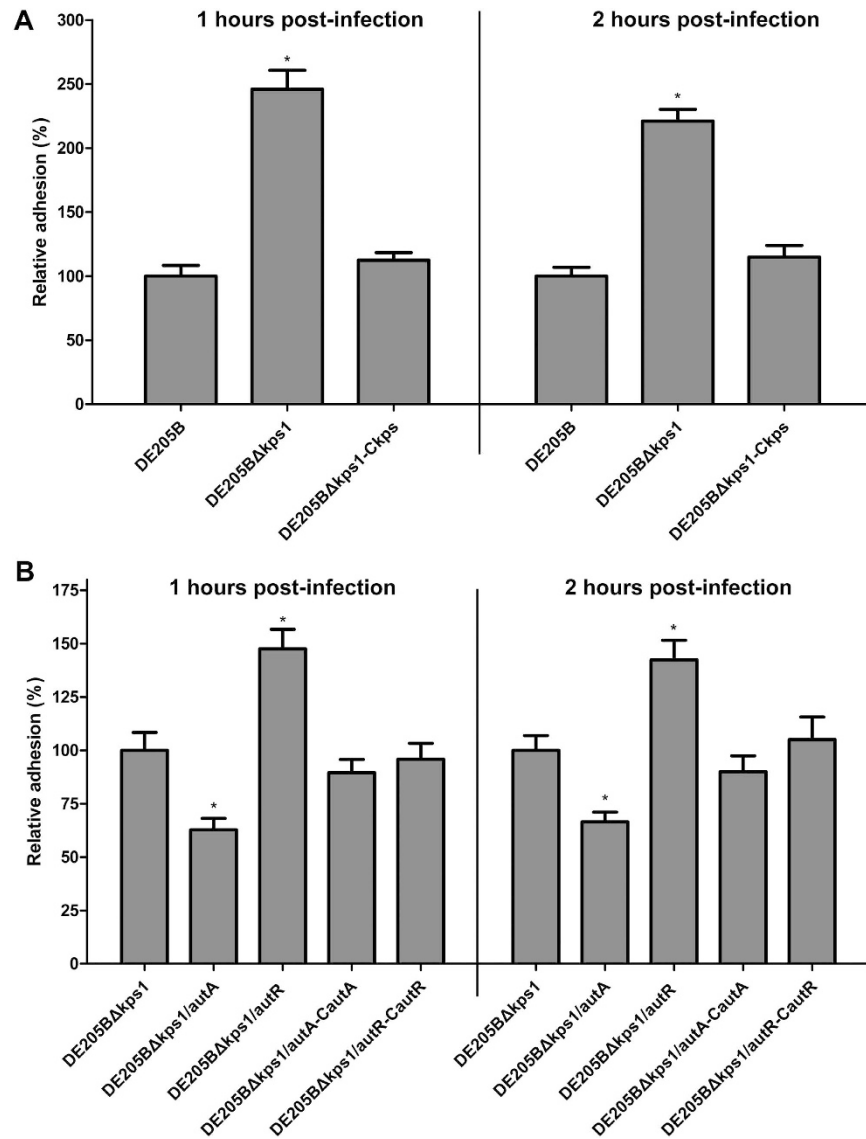 A
1 hours post-infection
2 hours post-infection
Relative adhesion (%)
300
250
200
150
100
50
0
*
*
DE205B
DE205BΔkps1
DE205BΔkps1-Ckps
DE205B
DE205BΔkps1
DE205BΔkps1-Ckps
B
1 hours post-infection
2 hours post-infection
Relative adhesion (%)
175
150
125
100
75
50
25
0
*
*
*
*
DE205BΔkps1
DE205BΔkps1/autA
DE205BΔkps1/autR
DE205BΔkps1/autA-CautA
DE205BΔkps1/autR-CautR
DE205BΔkps1
DE205BΔkps1/autA
DE205BΔkps1/autR
DE205BΔkps1/autA-CautA
DE205BΔkps1/autR-CautR